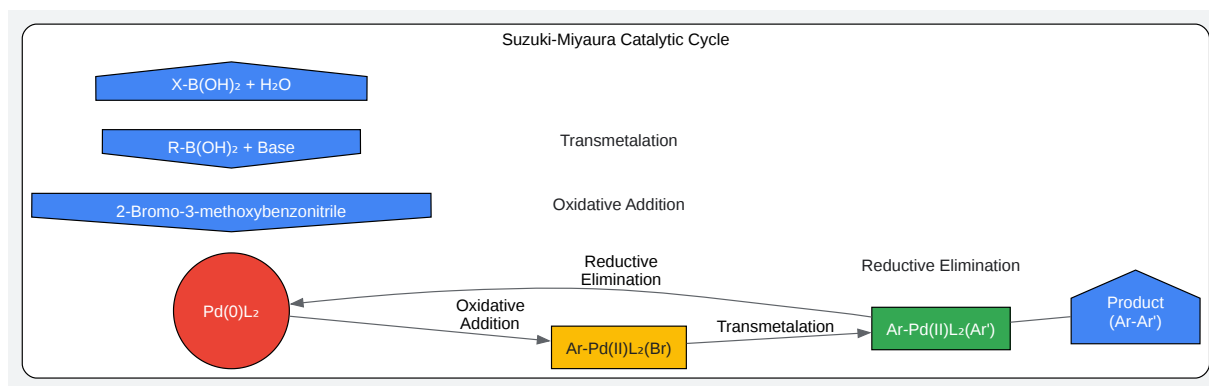 Suzuki-Miyaura Catalytic Cycle
X-B(OH)₂ + H₂O
R-B(OH)₂ + Base
Transmetalation
2-Bromo-3-methoxybenzonitrile
Oxidative Addition
Reductive
Elimination
Reductive Elimination
Pd(0)L₂
Oxidative
Addition
Ar-Pd(II)L₂(Br)
Transmetalation
Ar-Pd(II)L₂(Ar')
Product
(Ar-Ar')